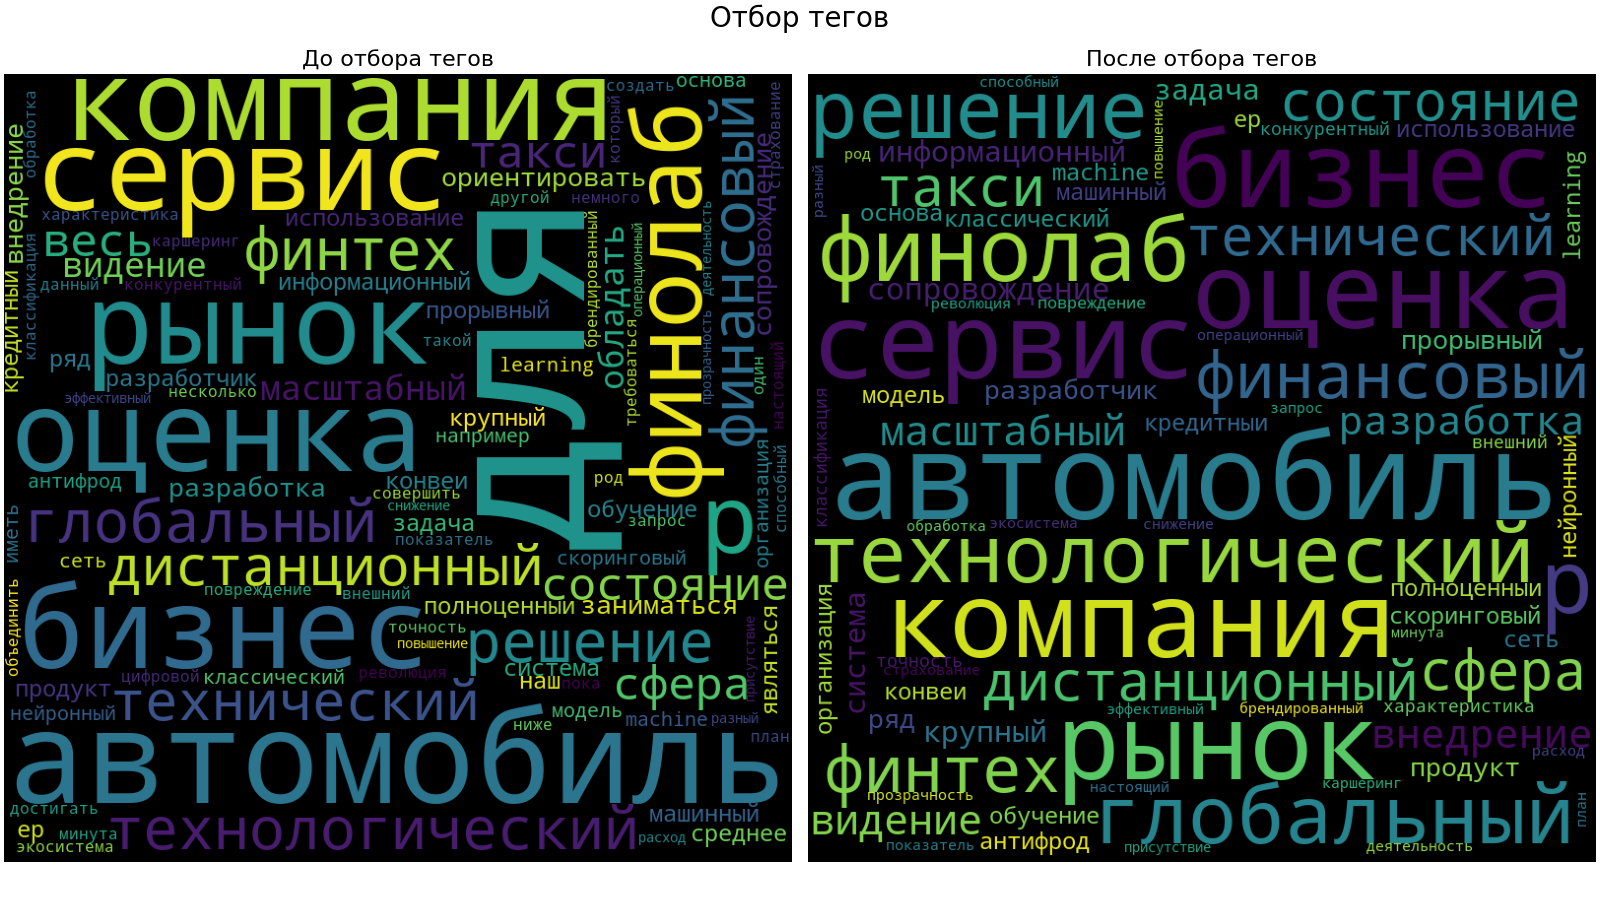 Отбор тегов
До отбора тегов
компания
создать
основа
сервис
такси
который
страхование
обработка
внедрение
ориентировать
финолаб
финансовый
сопровождение
другой
немного
характеристика
использование
весь
каршеринг
финтех
видение
данный
конкурентный
информационный
для
брендированный
обладать
операционный
деятельность
кредитныи
классификация
рынок
прорывный
такой
ряд
разработчик
несколько
масштабный
эффективный
learning
требоваться
прозрачность
один
настоящий
оценка
крупный
например
антифрод
разработка
конвеи
совершить
снижение
род
обучение
запрос
р
организация
способный
глобальный
задача
показатель
иметь
сеть
дистанционный
скоринговый
состояние
повреждение
внешний
полноценный
заниматься
объединить
бизнес
точность
повышение
решение
система
присутствие
являться
цифровой
классический
революция
наш
пока
сфера
продукт
технический
нейронный
модель
ниже
machine
разный
план
автомобиль
достигать
ер
минута
экосистема
технологический
машинный
расход
среднее
После отбора тегов
способный
решение
задача
состояние
ер
конкурентный
использование
повышение
род
информационный
бизнес
machine
машинный
такси
разный
основа
классический
learning
финолаб
технический
сопровождение
революция
повреждение
оценка
сервис
операционный
прорывный
финансовый
модель
разработчик
запрос
классификация
масштабный
кредитныи
разработка
внешний
автомобиль
нейронный
обработка
экосистема
снижение
технологический
р
организация
система
полноценный
компания
скоринговый
минута
сеть
точность
страхование
конвеи
дистанционный
сфера
эффективный
брендированный
характеристика
ряд
крупный
рынок
внедрение
расход
финтех
продукт
прозрачность
настоящий
каршеринг
видение
обучение
глобальный
план
показатель
антифрод
присутствие
деятельность